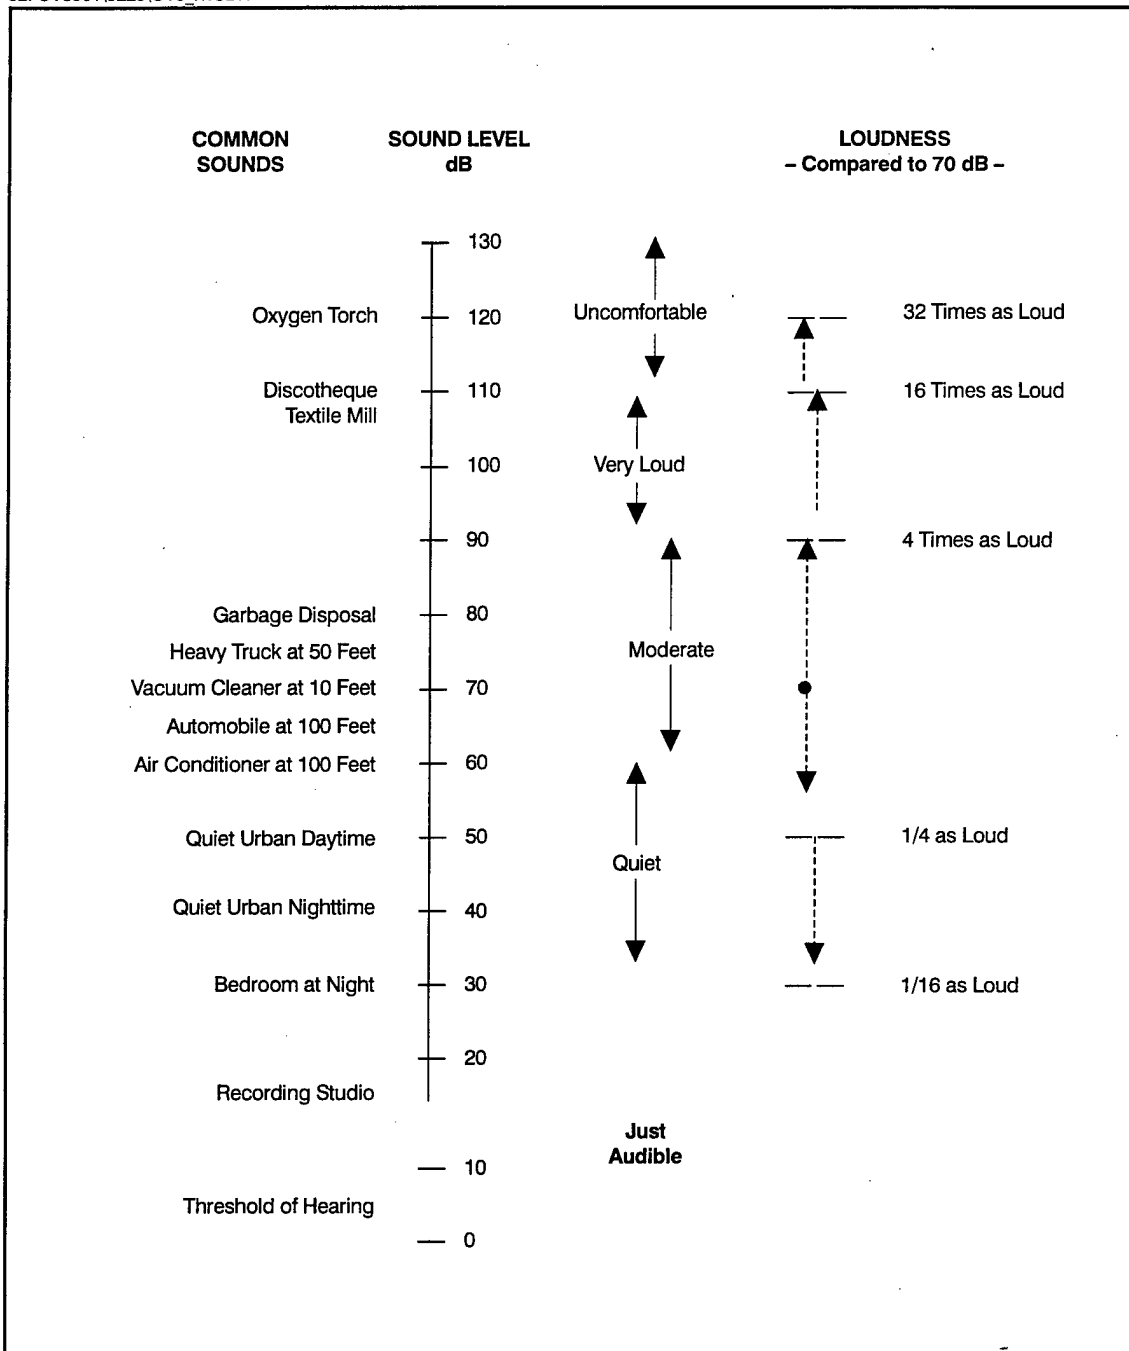 COMMON
SOUNDS
SOUND LEVEL
dB
LOUDNESS
– Compared to 70 dB –
130
Oxygen Torch
120
Uncomfortable
32 Times as Loud
Discotheque
Textile Mill
110
16 Times as Loud
100
Very Loud
90
4 Times as Loud
Garbage Disposal
80
Heavy Truck at 50 Feet
Moderate
Vacuum Cleaner at 10 Feet
70
Automobile at 100 Feet
Air Conditioner at 100 Feet
60
Quiet Urban Daytime
50
1/4 as Loud
Quiet
Quiet Urban Nighttime
40
Bedroom at Night
30
1/16 as Loud
20
Recording Studio
Just
Audible
10
Threshold of Hearing
0